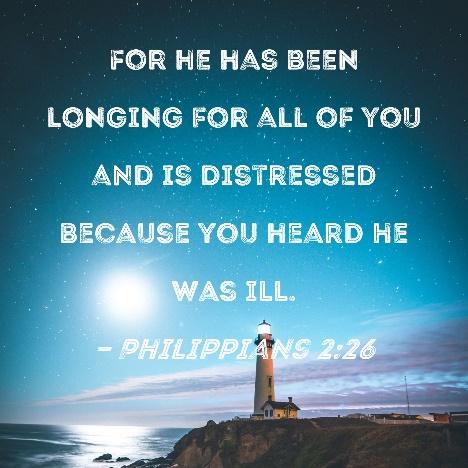 FOR HE HAS BEEN
LONGING FOR ALL OF YOU
AND IS DISTRESSED
BECAUSE YOU HEARD HE
WAS ILL.
- PHILIPPIANS 2:26